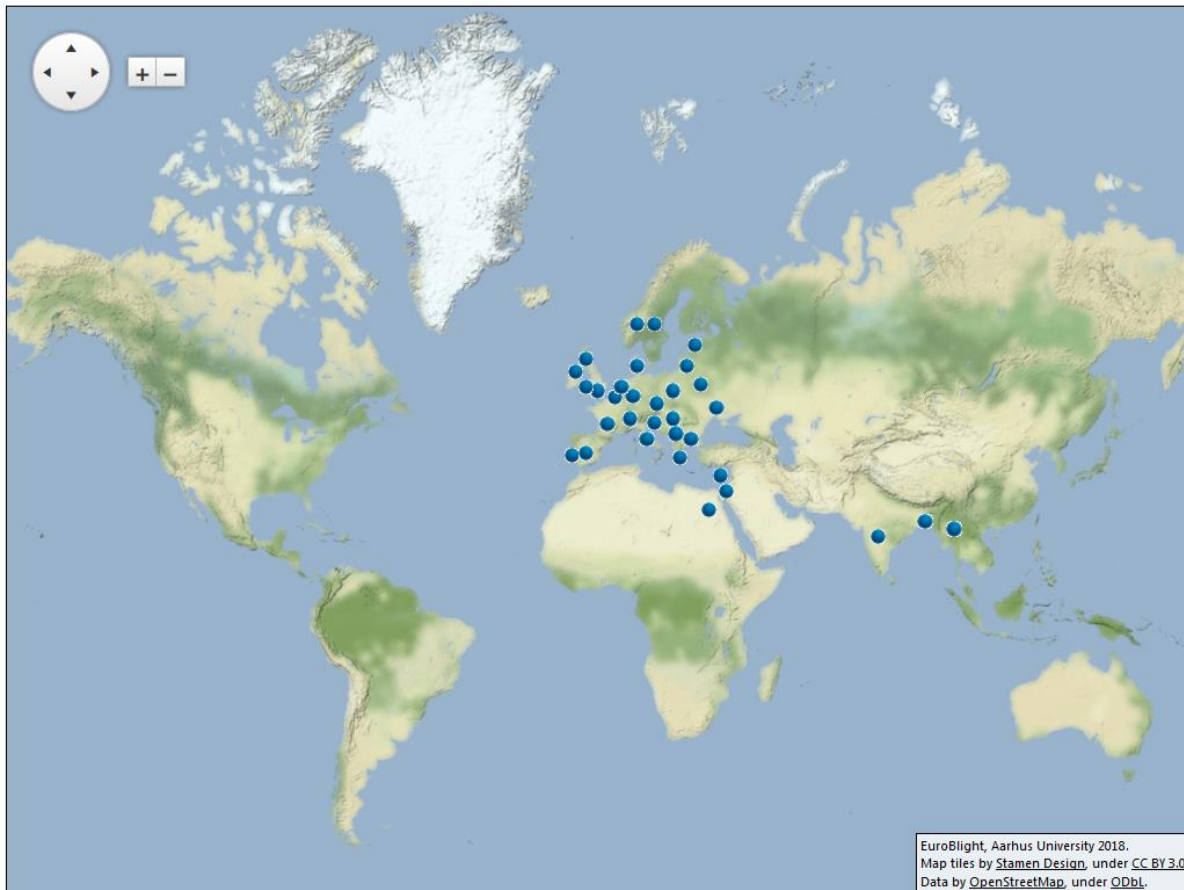 + −
EuroBlight, Aarhus University 2018.
Map tiles by Stamen Design, under CC BY 3.0
Data by OpenStreetMap, under ODbL.